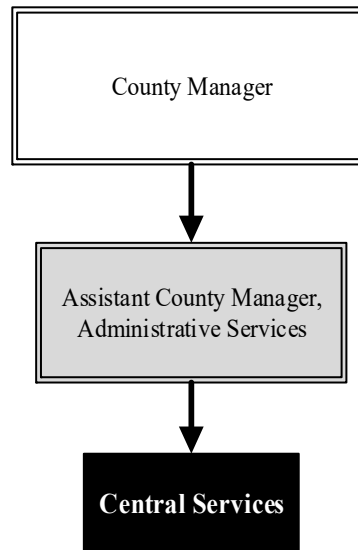 County Manager
Assistant County Manager,
Administrative Services
Central Services